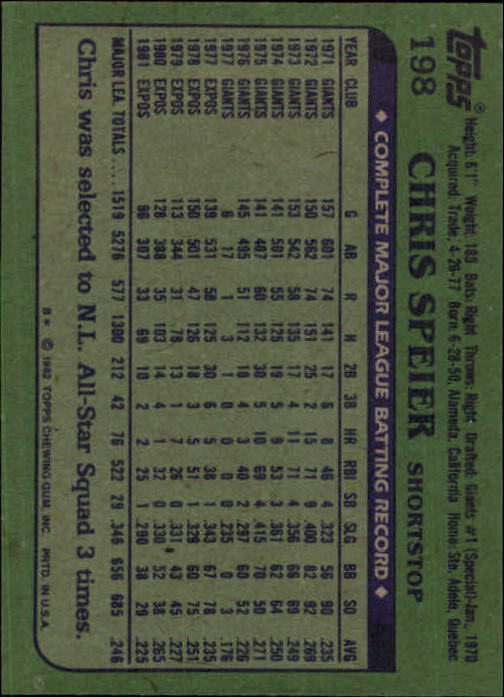 topps®
198 CHRIS SPEIER SHORTSTOP
Height: 6'1" Weight: 183 Bats: Right Throws: Right Drafted: Giants #1 (Special)-Jan., 1970
Acquired: Trade, 4-26-77 Born: 6-28-50, Alameda, California Home: Ste. Adele, Quebec
◆ COMPLETE MAJOR LEAGUE BATTING RECORD ◆
YEAR CLUB G AB R H 2B 3B HR RBI SB SLG BB SO AVG
1971 GIANTS 157 601 74 141 17 6 8 46 4 .323 56 90 .235
1972 GIANTS 150 562 74 151 25 2 15 71 9 .400 82 92 .269
1973 GIANTS 153 542 58 135 17 4 11 71 4 .356 66 69 .249
1974 GIANTS 141 501 55 125 19 5 9 53 3 .361 62 64 .250
1975 GIANTS 141 487 60 132 30 5 10 69 4 .415 70 50 .271
1976 GIANTS 145 495 51 112 18 4 3 40 2 .297 60 52 .226
1977 GIANTS 6 17 1 3 1 0 0 0 0 .235 0 3 .176
1977 EXPOS 139 531 58 125 30 6 5 38 1 .343 67 78 .235
1978 EXPOS 150 501 47 126 18 3 5 51 1 .329 60 75 .251
1979 EXPOS 113 344 31 78 13 1 7 26 0 .331 43 45 .227
1980 EXPOS 128 388 35 103 14 4 1 32 0 .330 52 38 .265
1981 EXPOS 96 307 33 69 10 2 2 25 1 .290 38 29 .225
MAJOR LEA. TOTALS 1519 5276 577 1300 212 42 76 522 29 .346 656 685 .246
Chris was selected to N.L. All-Star Squad 3 times.
B* © 1982 TOPPS CHEWING GUM, INC. PRTD. IN U.S.A.